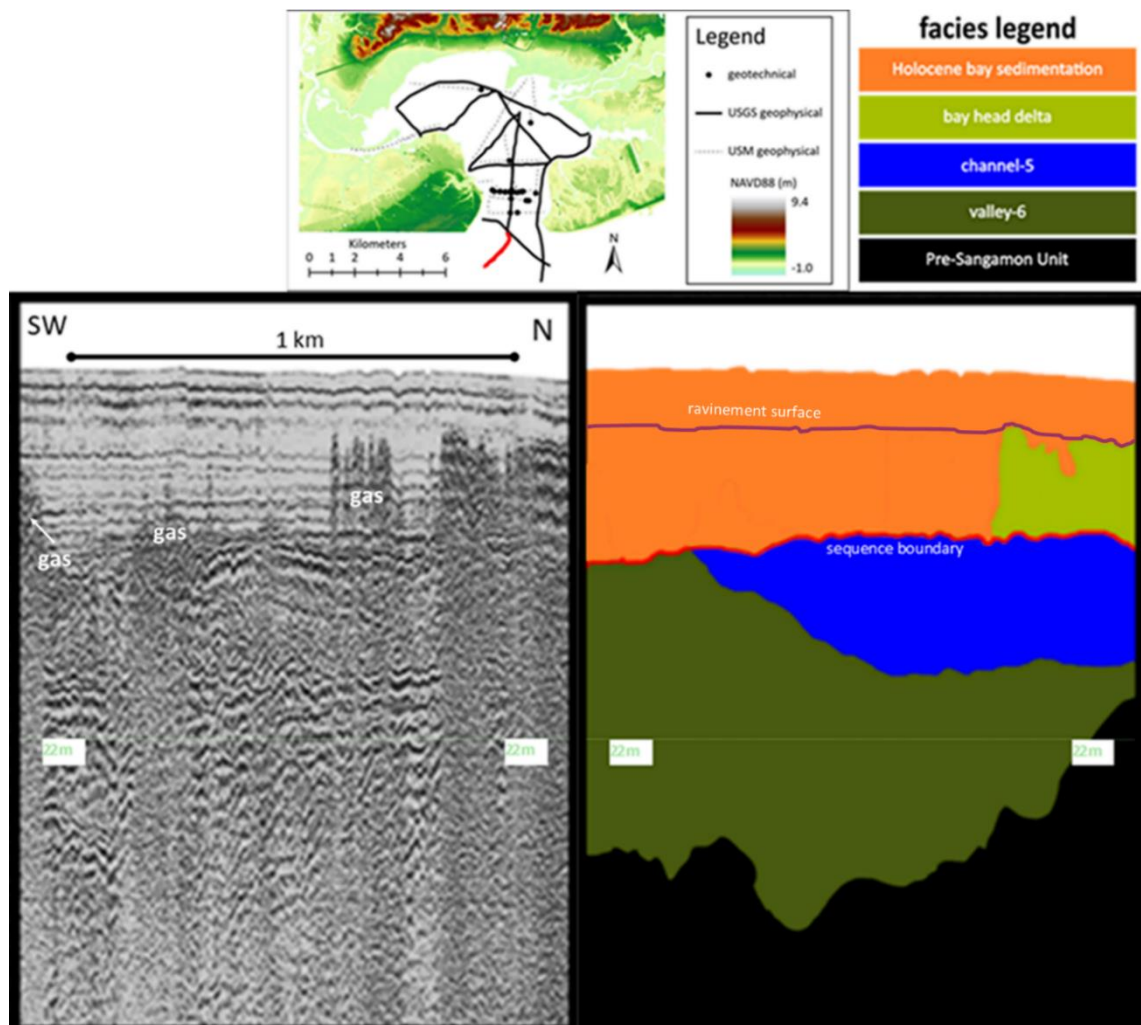 Legend
geotechnical
USGS geophysical
USM geophysical
NAVD88 (m)
9.4
-1.0
Kilometers
0 1 2 4 6
N
facies legend
Holocene bay sedimentation
bay head delta
channel-5
valley-6
Pre-Sangamon Unit
SW
1 km
N
gas
gas
gas
22m
22m
ravinement surface
sequence boundary
22m
22m